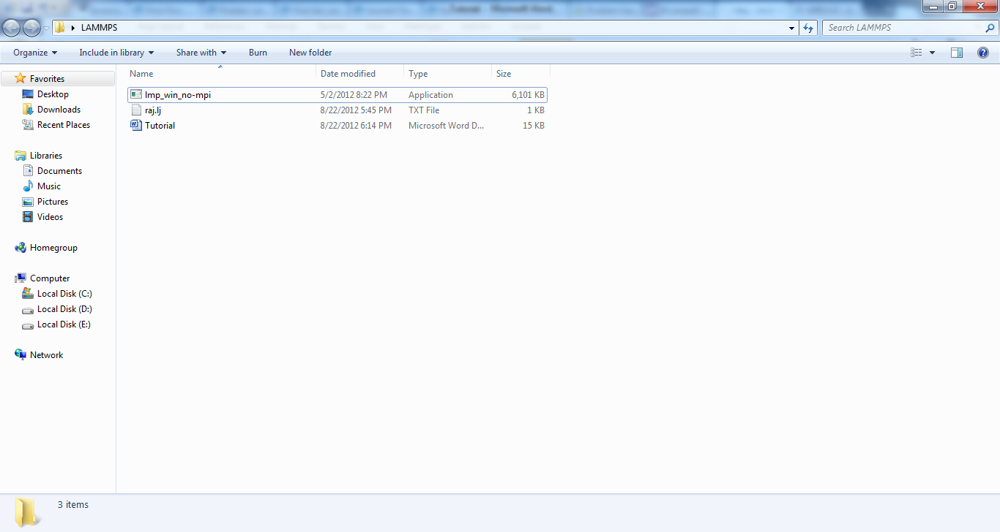 Tutorial - Microsoft Word
LAMMPS
Search LAMMPS
Organize Include in library Share with Burn New folder
Name Date modified Type Size
Favorites
Desktop
Downloads
Recent Places
Libraries
Documents
Music
Pictures
Videos
Homegroup
Computer
Local Disk (C:)
Local Disk (D:)
Local Disk (E:)
Network
lmp_win_no-mpi 5/2/2012 8:22 PM Application 6,101 KB
raj.lj 8/22/2012 5:45 PM TXT File 1 KB
Tutorial 8/22/2012 6:14 PM Microsoft Word D... 15 KB
3 items